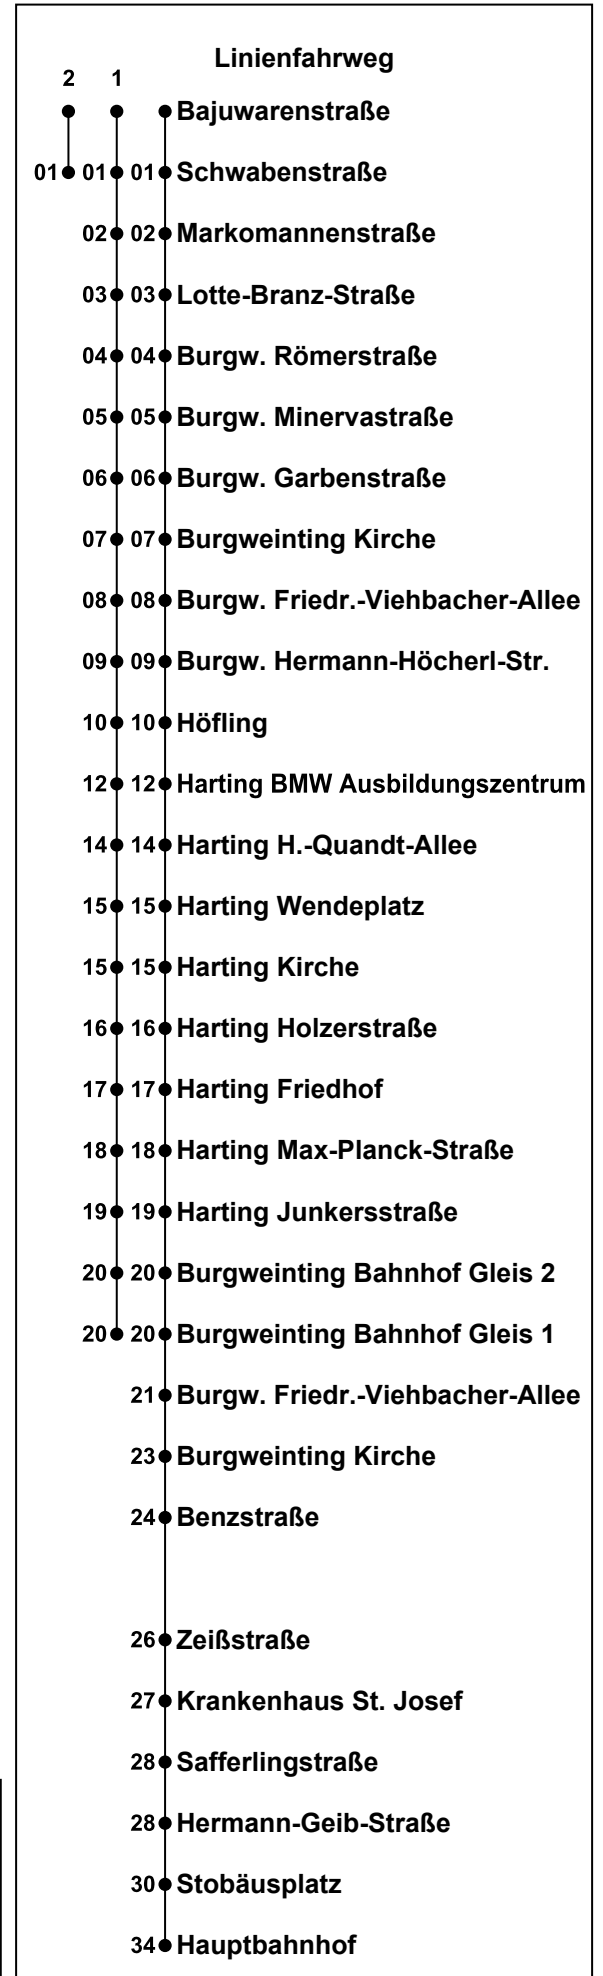 Linienfahrweg
2 1
Bajuwarenstraße
01 01 01 Schwabenstraße
02 02 Markomannenstraße
03 03 Lotte-Branz-Straße
04 04 Burgw. Römerstraße
05 05 Burgw. Minervastraße
06 06 Burgw. Garbenstraße
07 07 Burgweinting Kirche
08 08 Burgw. Friedr.-Viehbacher-Allee
09 09 Burgw. Hermann-Höcherl-Str.
10 10 Höfling
12 12 Harting BMW Ausbildungszentrum
14 14 Harting H.-Quandt-Allee
15 15 Harting Wendeplatz
15 15 Harting Kirche
16 16 Harting Holzerstraße
17 17 Harting Friedhof
18 18 Harting Max-Planck-Straße
19 19 Harting Junkersstraße
20 20 Burgweinting Bahnhof Gleis 2
20 20 Burgweinting Bahnhof Gleis 1
21 Burgw. Friedr.-Viehbacher-Allee
23 Burgweinting Kirche
24 Benzstraße
26 Zeißstraße
27 Krankenhaus St. Josef
28 Safferlingstraße
28 Hermann-Geib-Straße
30 Stobäusplatz
34 Hauptbahnhof